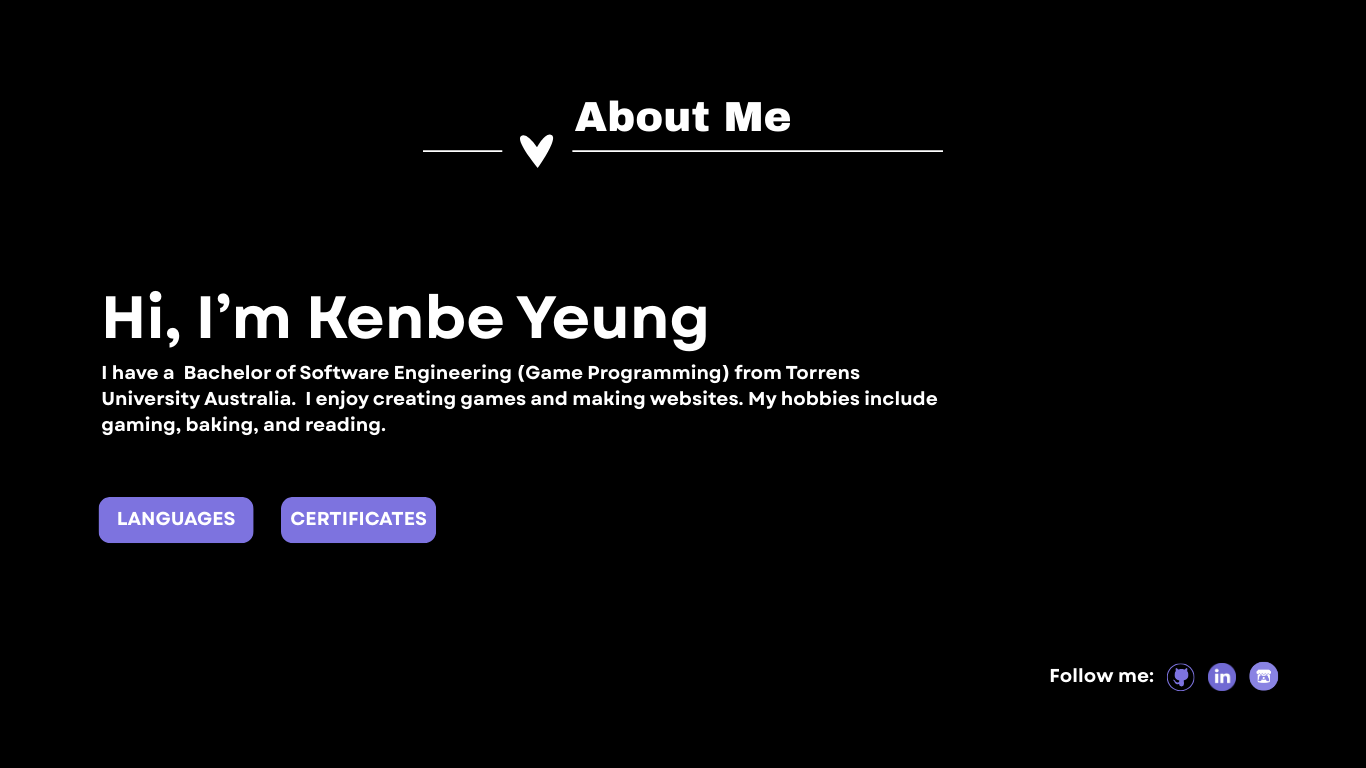 About Me
Hi, I’m Kenbe Yeung
I have a  Bachelor of Software Engineering (Game Programming) from Torrens
University Australia.  I enjoy creating games and making websites. My hobbies include
gaming, baking, and reading.
LANGUAGES CERTIFICATES
Follow me: in